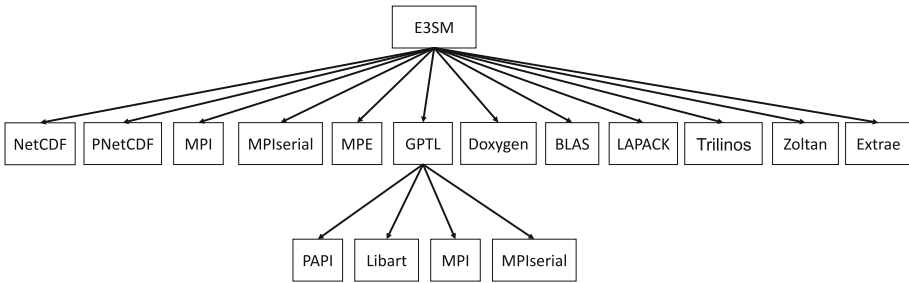 E3SM
NetCDF PNetCDF MPI MPIserial MPE GPTL Doxygen BLAS LAPACK Trilinos Zoltan Extrae
PAPI Libart MPI MPIserial